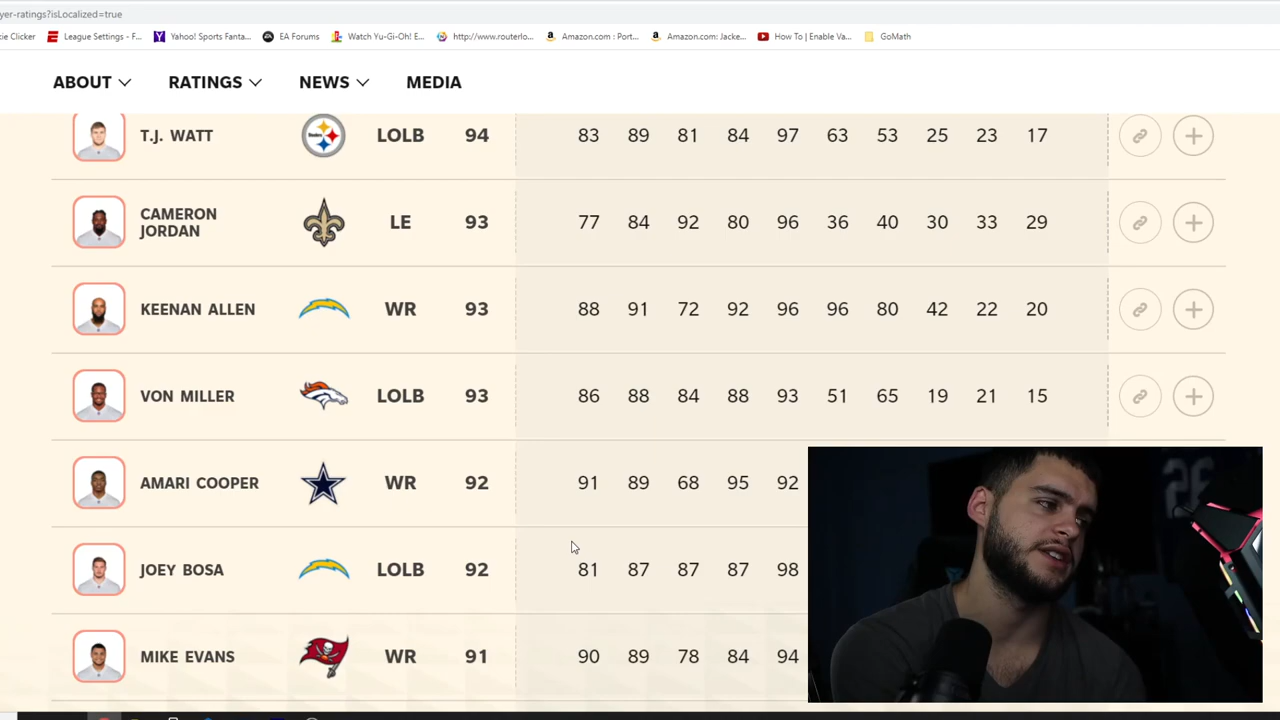 yer-ratings?isLocalized=true
kie Clicker League Settings - F... Yahoo! Sports Fanta... EA Forums Watch Yu-Gi-Oh! E... http://www.routerlo... Amazon.com : Port... Amazon.com: Jacke... How To | Enable Va... GoMath
ABOUT RATINGS NEWS MEDIA
T.J. WATT Steelers LOLB 94 83 89 81 84 97 63 53 25 23 17
CAMERON JORDAN LE 93 77 84 92 80 96 36 40 30 33 29
KEENAN ALLEN WR 93 88 91 72 92 96 96 80 42 22 20
VON MILLER LOLB 93 86 88 84 88 93 51 65 19 21 15
AMARI COOPER WR 92 91 89 68 95 92
JOEY BOSA LOLB 92 81 87 87 87 98
MIKE EVANS WR 91 90 89 78 84 94
26